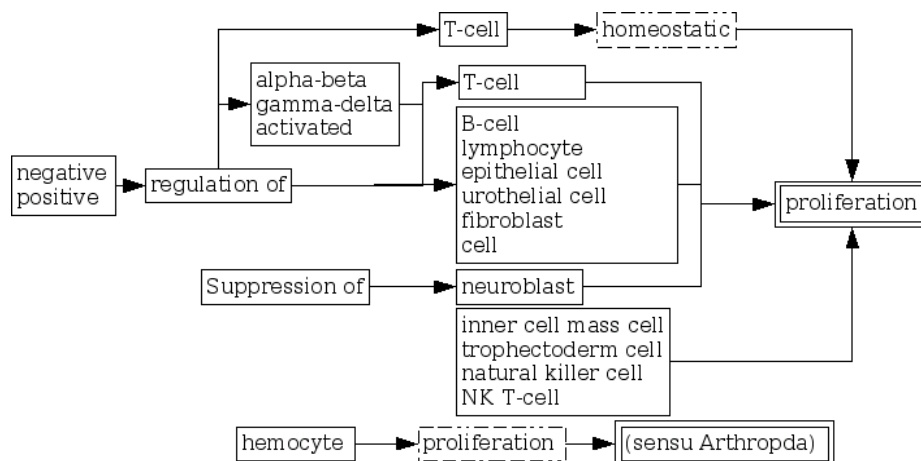 T-cell
homeostatic
alpha-beta
gamma-delta
activated
T-cell
B-cell
lymphocyte
epithelial cell
urothelial cell
fibroblast
cell
negative
positive
regulation of
proliferation
Suppression of
neuroblast
inner cell mass cell
trophectoderm cell
natural killer cell
NK T-cell
hemocyte
proliferation
(sensu Arthropda)